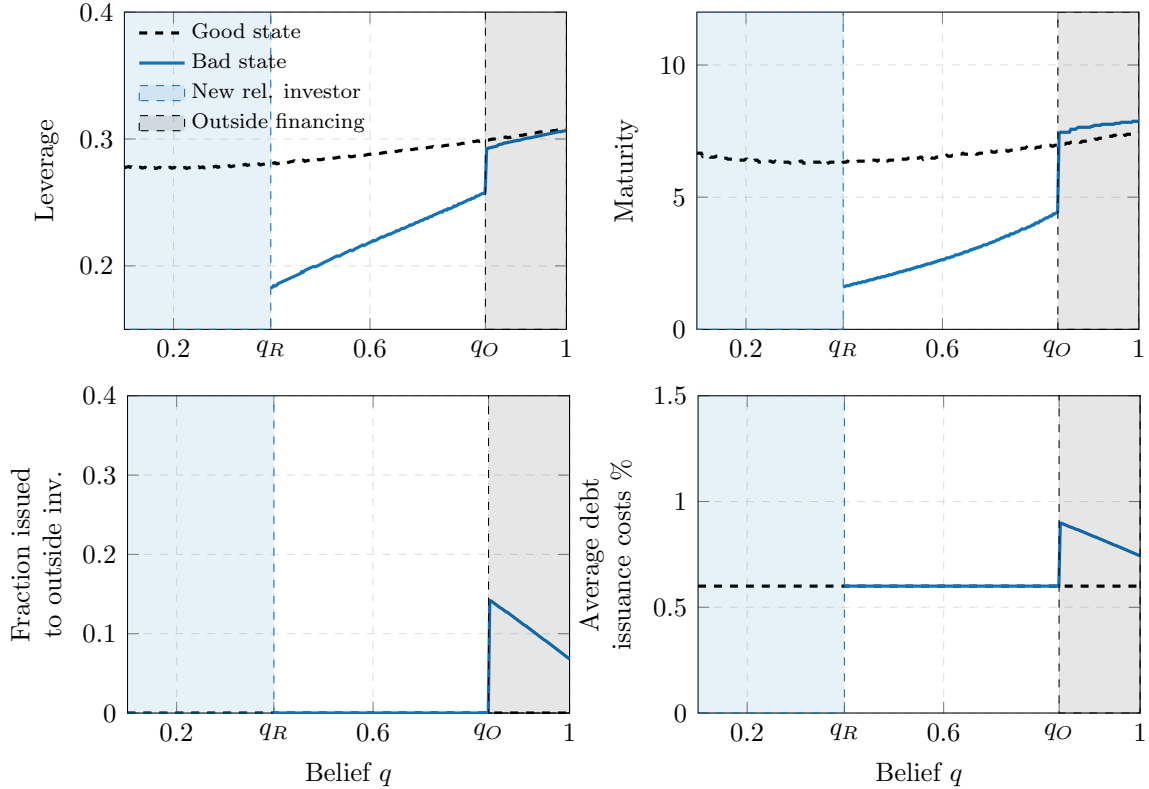 0.4
0.3
0.2
Leverage
Good state
Bad state
New rel. investor
Outside financing
0.2
q_R
0.6
q_O
1
10
5
0
Maturity
0.2
q_R
0.6
q_O
1
0.4
0.3
0.2
0.1
0
Fraction issued
to outside inv.
0.2
q_R
0.6
q_O
1
Belief q
1.5
1
0.5
0
Average debt
issuance costs %
0.2
q_R
0.6
q_O
1
Belief q